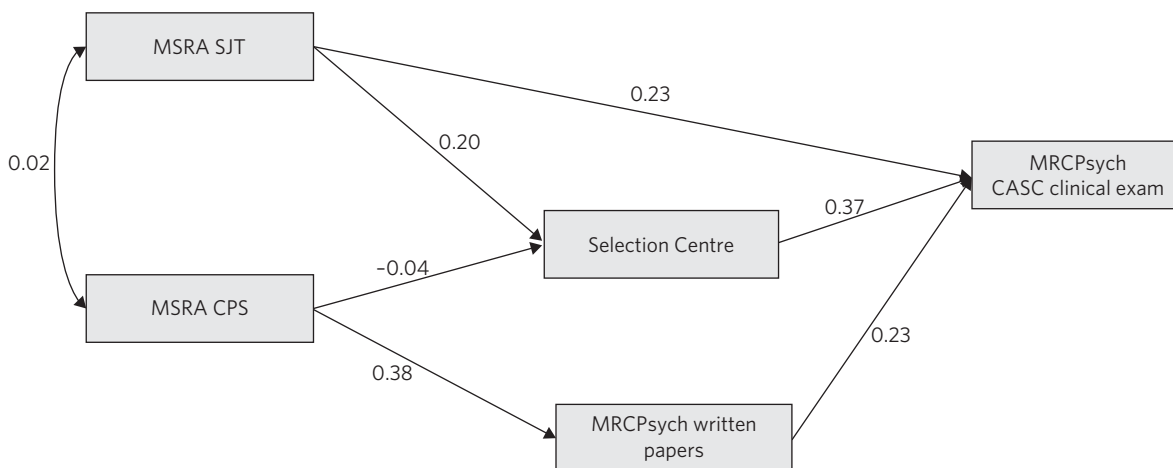 MSRA SJT
0.23
0.20
0.02
MRCPsych
CASC clinical exam
0.37
Selection Centre
−0.04
MSRA CPS
0.23
0.38
MRCPsych written
papers